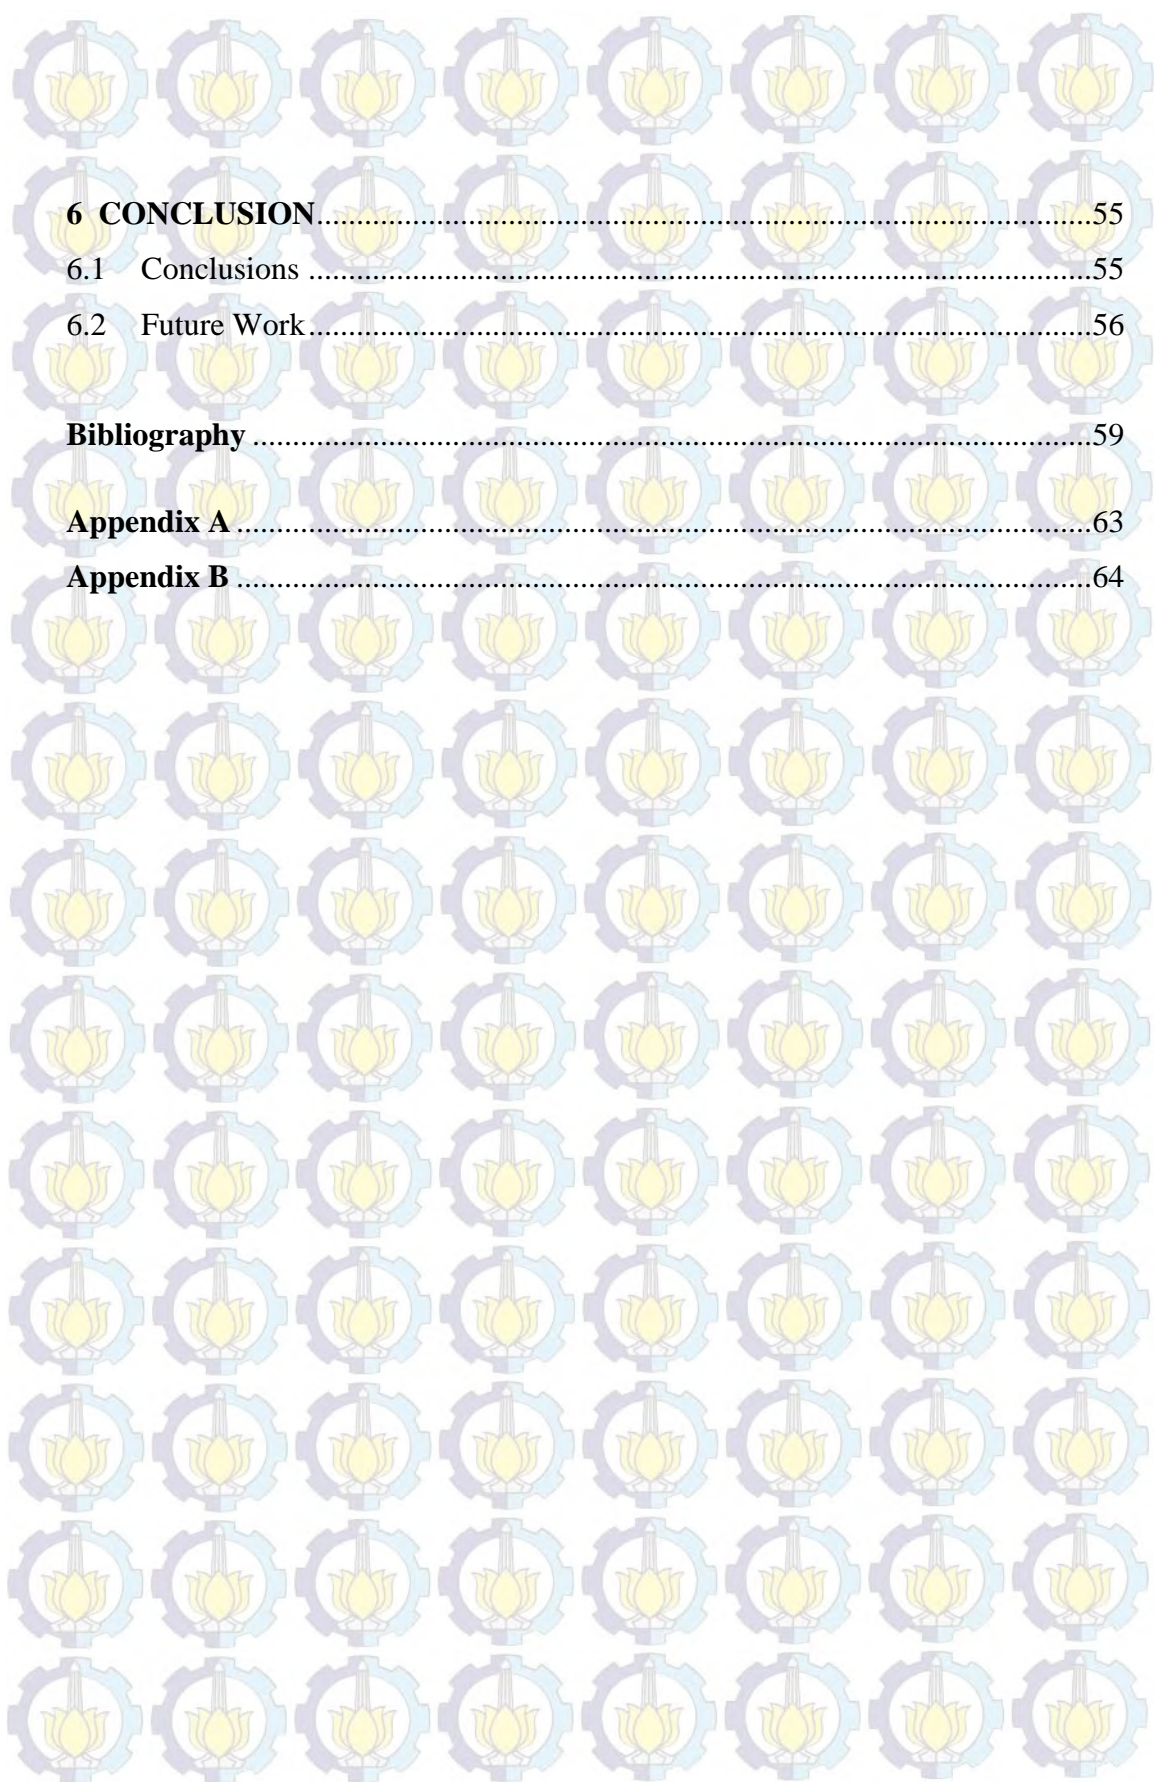 6 CONCLUSION..........................................................................................55
6.1 Conclusions ..........................................................................................55
6.2 Future Work..........................................................................................56
Bibliography ..........................................................................................59
Appendix A ..........................................................................................63
Appendix B ..........................................................................................64